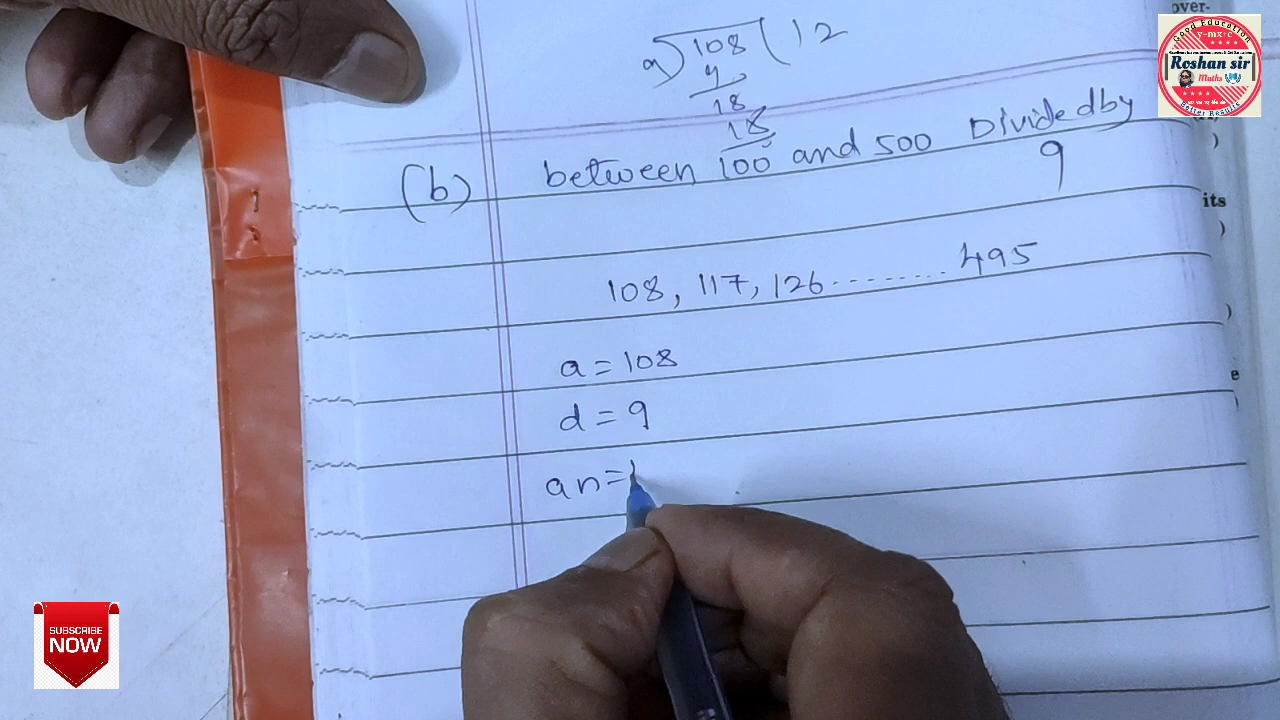 over-
Good Education
y-mx+c
Roshan sir
Maths
Better Results
9 108 12
9
18
18
(b) between 100 and 500 Divided by
9
its
108, 117, 126 ......... 495
a = 108
d = 9
an =
e
SUBSCRIBE
NOW